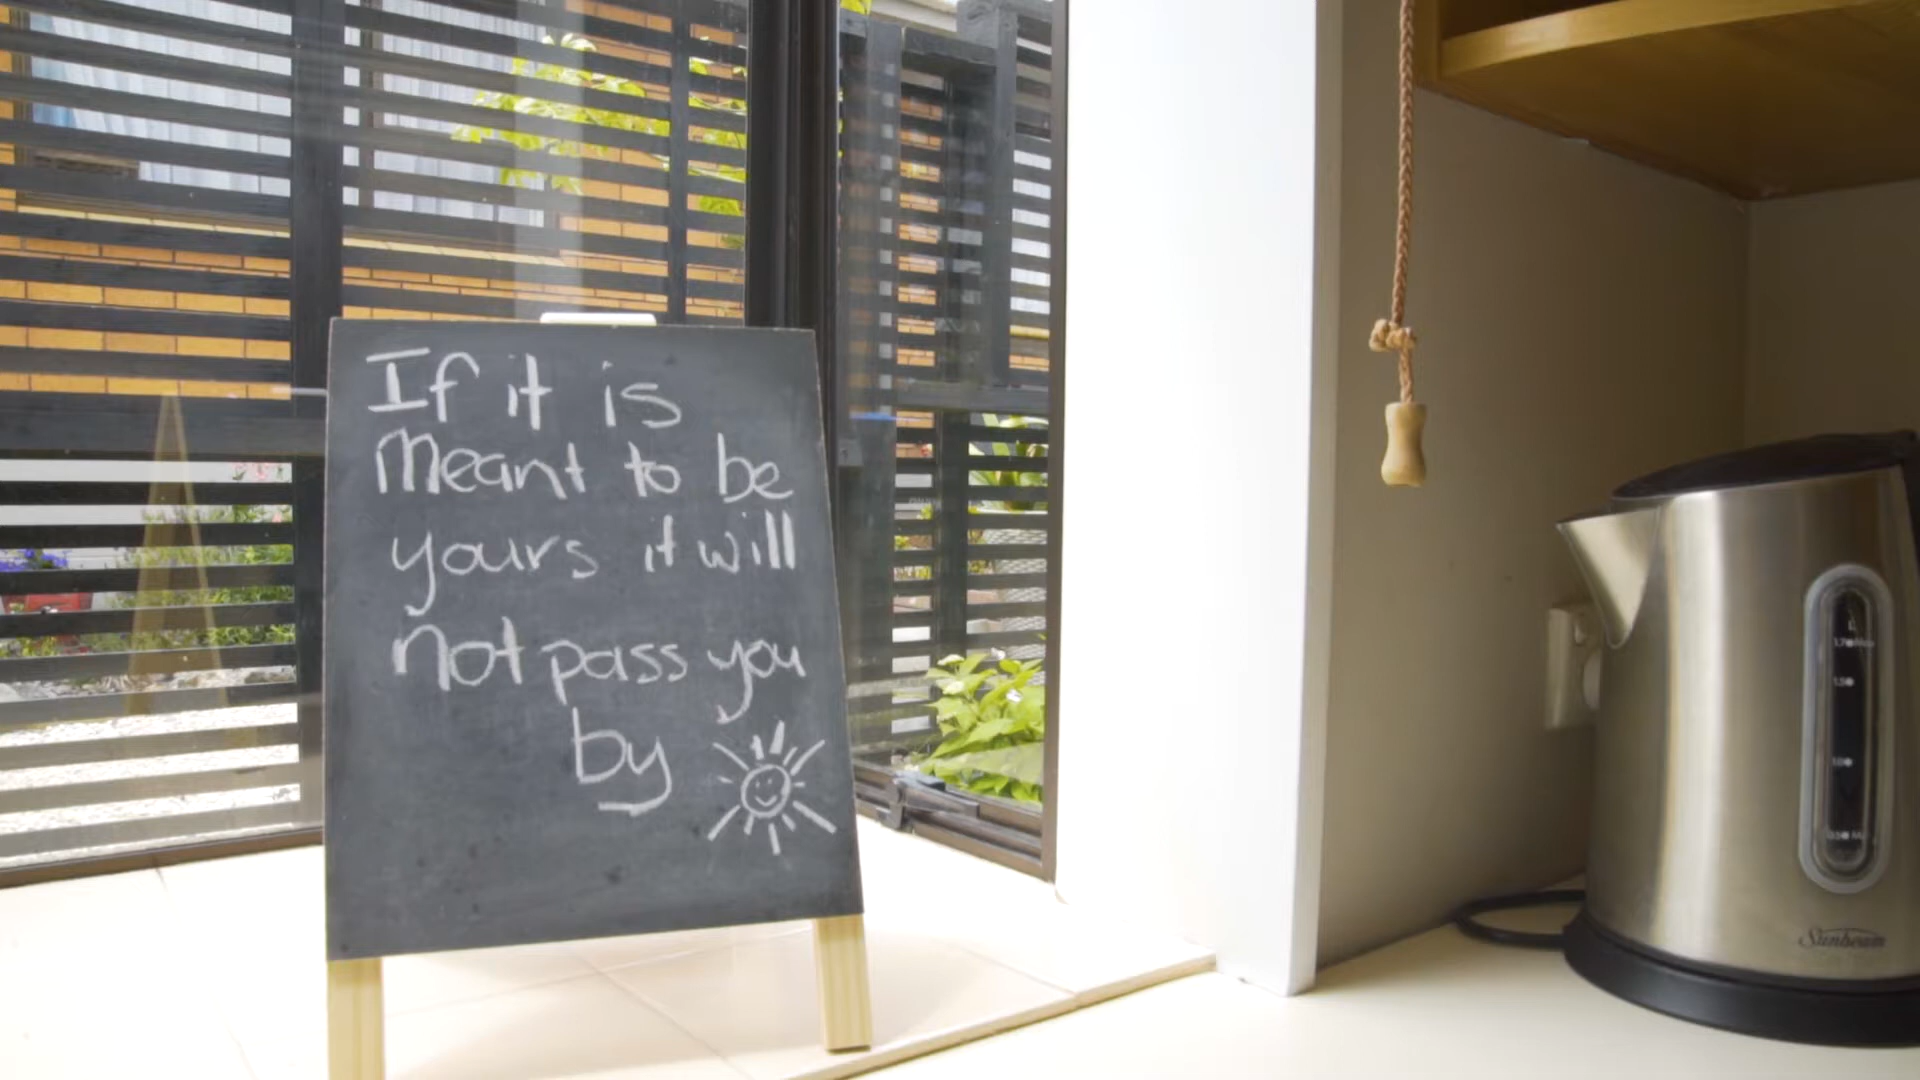 If it is
Meant to be
yours it will
not pass you
by
Sunbeam